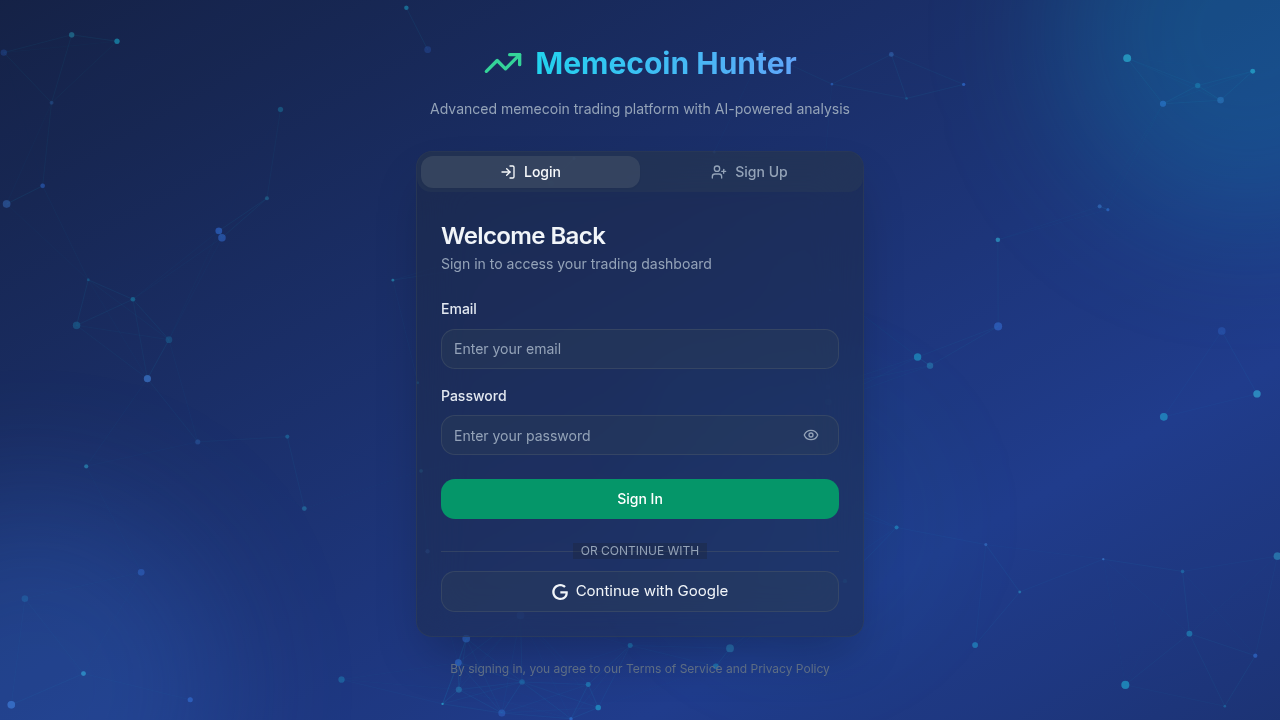 Memecoin Hunter
Advanced memecoin trading platform with AI-powered analysis
Login
Sign Up
Welcome Back
Sign in to access your trading dashboard
Email
Enter your email
Password
Enter your password
Sign In
OR CONTINUE WITH
Continue with Google
By signing in, you agree to our Terms of Service and Privacy Policy